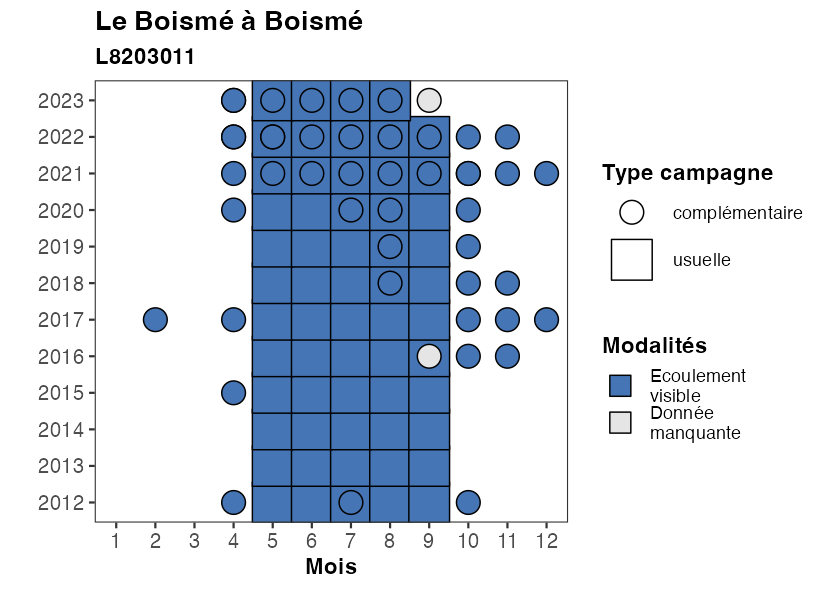 Le Boismé à Boismé
L8203011
2023
2022
2021
2020
2019
2018
2017
2016
2015
2014
2013
2012
1 2 3 4 5 6 7 8 9 10 11 12
Mois
Type campagne
complémentaire
usuelle
Modalités
Ecoulement
visible
Donnée
manquante